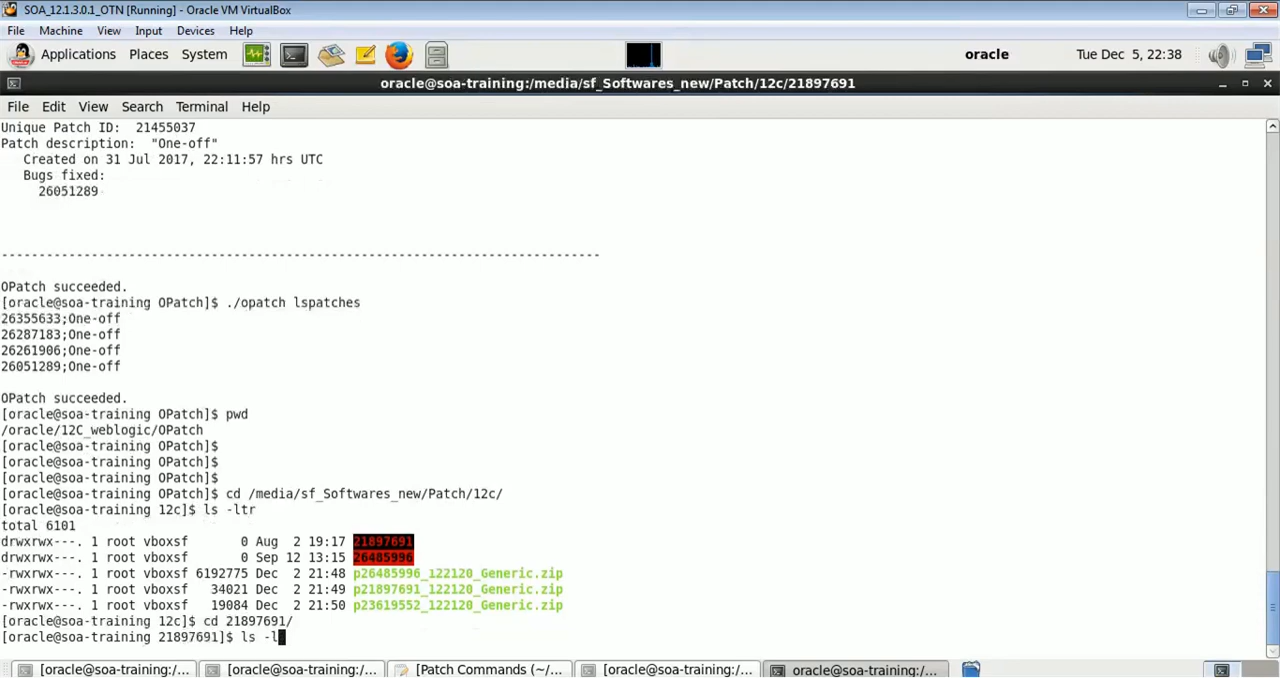 SOA_12.1.3.0.1_OTN [Running] - Oracle VM VirtualBox
File Machine View Input Devices Help
Applications Places System oracle Tue Dec 5, 22:38
oracle@soa-training:/media/sf_Softwares_new/Patch/12c/21897691
File Edit View Search Terminal Help
Unique Patch ID:  21455037
Patch description:  "One-off"
   Created on 31 Jul 2017, 22:11:57 hrs UTC
   Bugs fixed:
     26051289
--------------------------------------------------------------------------------
OPatch succeeded.
[oracle@soa-training OPatch]$ ./opatch lspatches
26355633;One-off
26287183;One-off
26261906;One-off
26051289;One-off
OPatch succeeded.
[oracle@soa-training OPatch]$ pwd
/oracle/12C_weblogic/OPatch
[oracle@soa-training OPatch]$
[oracle@soa-training OPatch]$
[oracle@soa-training OPatch]$
[oracle@soa-training OPatch]$ cd /media/sf_Softwares_new/Patch/12c/
[oracle@soa-training 12c]$ ls -ltr
total 6101
drwxrwx---. 1 root vboxsf       0 Aug  2 19:17 21897691
drwxrwx---. 1 root vboxsf       0 Sep 12 13:15 26485996
-rwxrwx---. 1 root vboxsf 6192775 Dec  2 21:48 p26485996_122120_Generic.zip
-rwxrwx---. 1 root vboxsf   34021 Dec  2 21:49 p21897691_122120_Generic.zip
-rwxrwx---. 1 root vboxsf   19084 Dec  2 21:50 p23619552_122120_Generic.zip
[oracle@soa-training 12c]$ cd 21897691/
[oracle@soa-training 21897691]$ ls -l
[oracle@soa-training:/... [oracle@soa-training:/... [Patch Commands (~/... [oracle@soa-training:/... oracle@soa-training:/...